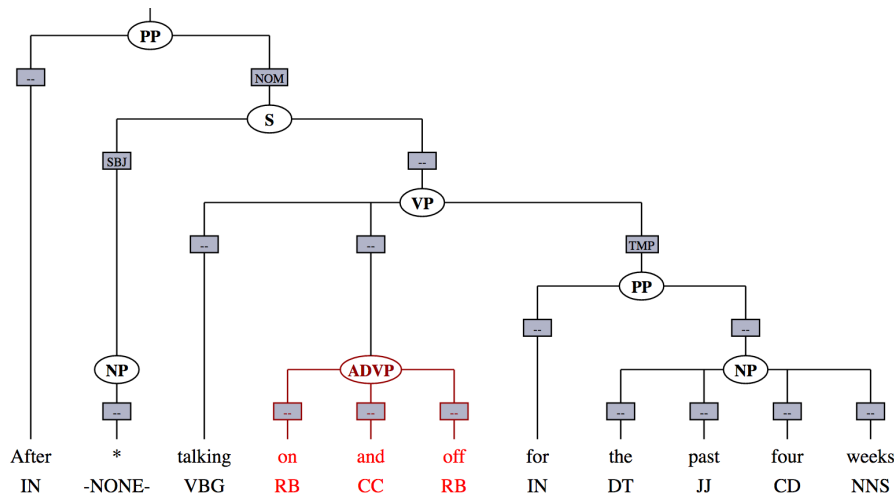 PP
-- NOM
S
SBJ --
VP
-- -- TMP
PP
-- --
NP ADVP NP
-- -- -- -- -- -- -- --
After * talking on and off for the past four weeks
IN -NONE- VBG RB CC RB IN DT JJ CD NNS